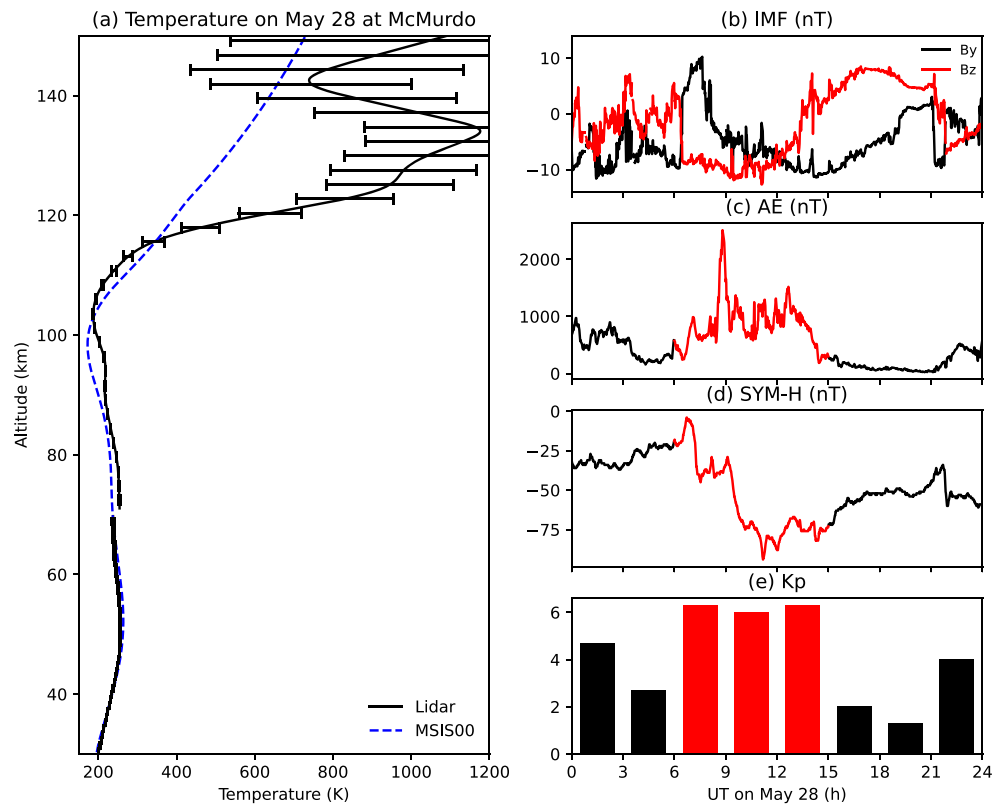 (a) Temperature on May 28 at McMurdo
140
120
100
80
60
40
Altitude (km)
Lidar
MSIS00
200 400 600 800 1000 1200
Temperature (K)
(b) IMF (nT)
10
0
−10
By
Bz
(c) AE (nT)
2000
1000
0
(d) SYM-H (nT)
0
−25
−50
−75
(e) Kp
6
4
2
0
0 3 6 9 12 15 18 21 24
UT on May 28 (h)